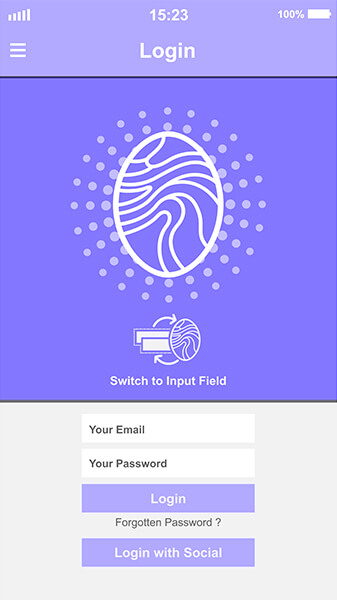 15:23
100%
Login
Switch to Input Field
Your Email
Your Password
Login
Forgotten Password ?
Login with Social